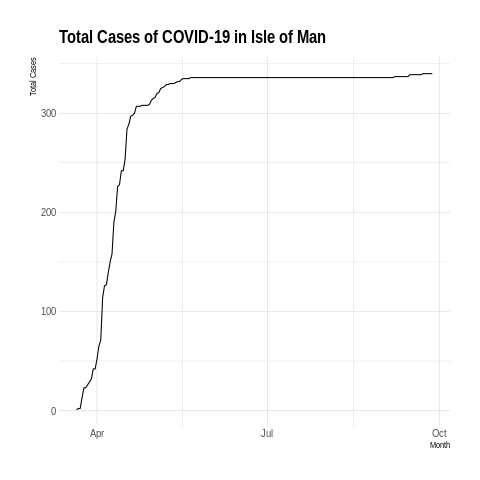 Total Cases of COVID-19 in Isle of Man
Total Cases
300
200
100
0
Apr Jul Oct
Month